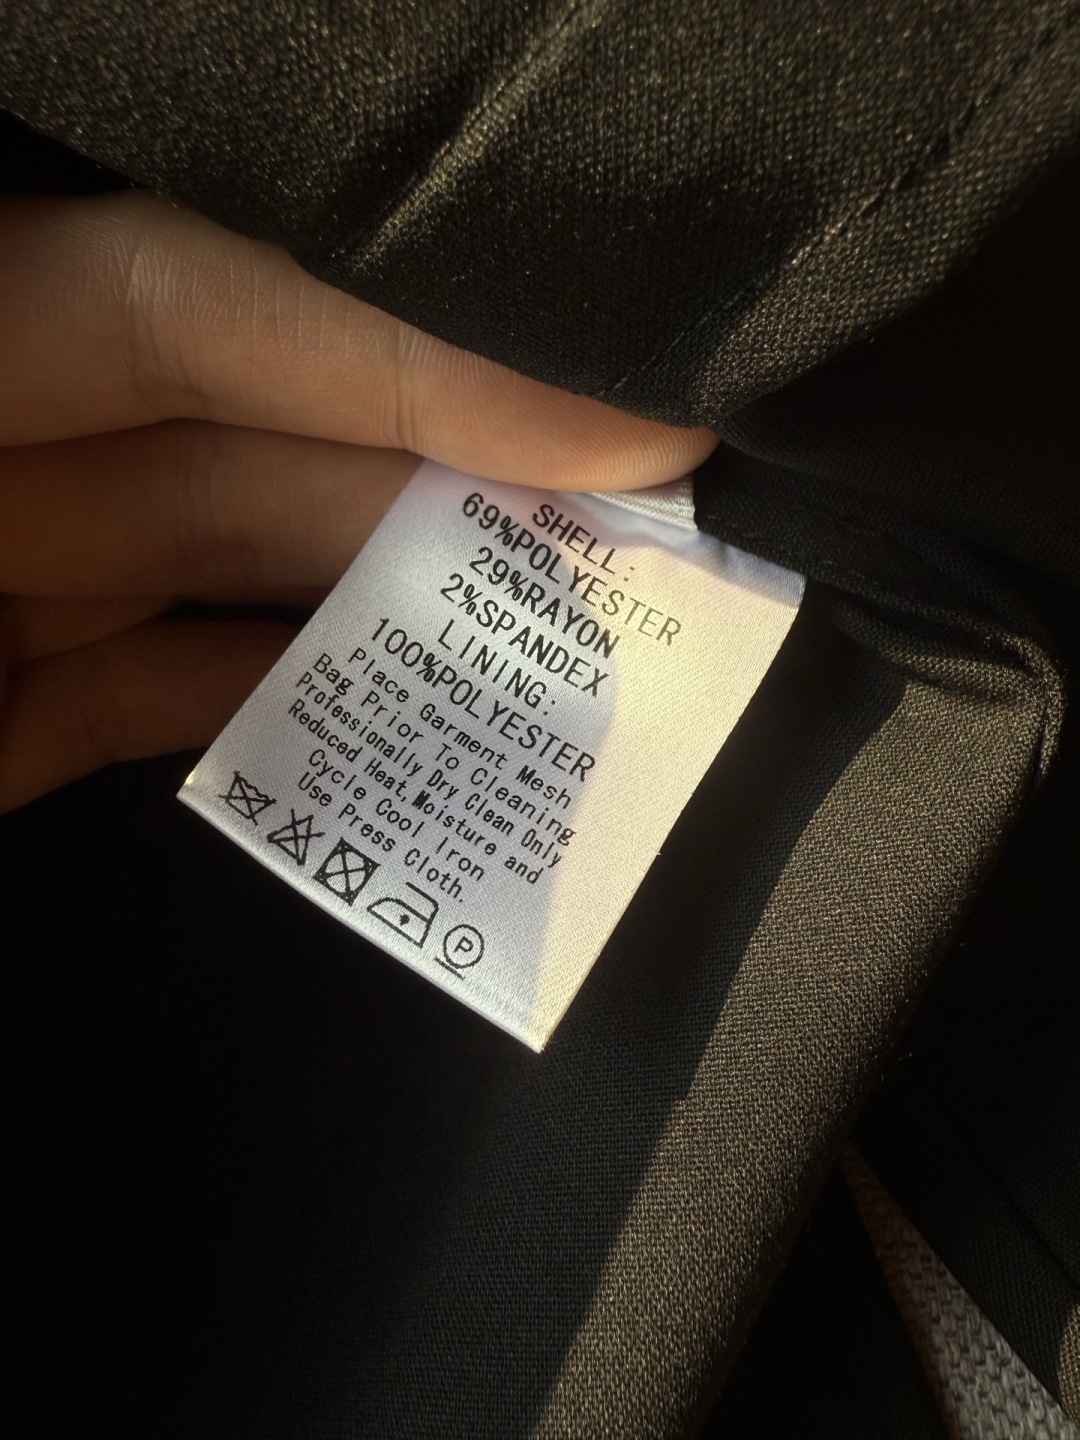 SHELL:
69%POLYESTER
29%RAYON
2%SPANDEX
LINING:
100%POLYESTER
Place Garment Mesh
Bag Prior To Cleaning
Professionally Dry Clean Only
Reduced Heat,Moisture and
Cycle Cool Iron
Use Press Cloth.
P